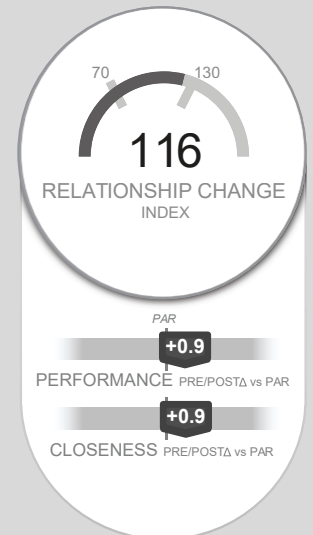 70 130
116
RELATIONSHIP CHANGE
INDEX
PAR
+0.9
PERFORMANCE PRE/POSTΔ vs PAR
+0.9
CLOSENESS PRE/POSTΔ vs PAR